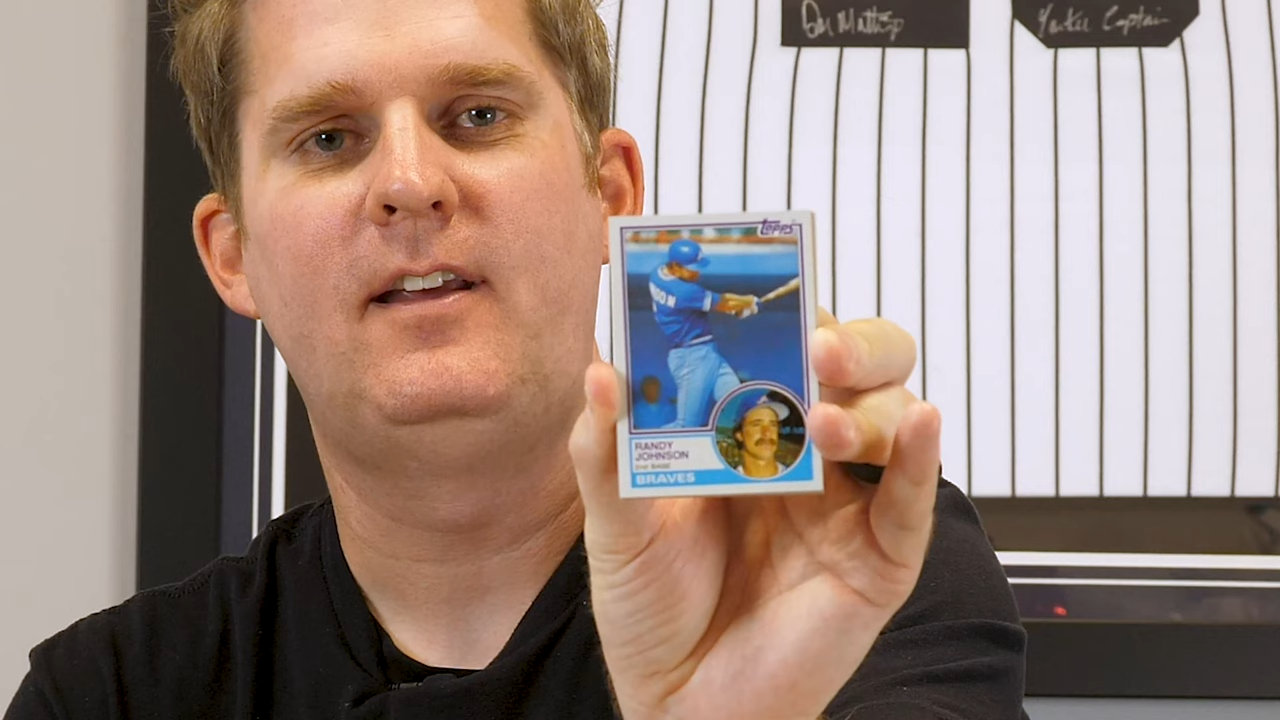 Don Mattingly
Yankee Captain
Topps
RANDY
JOHNSON
2nd BASE
BRAVES